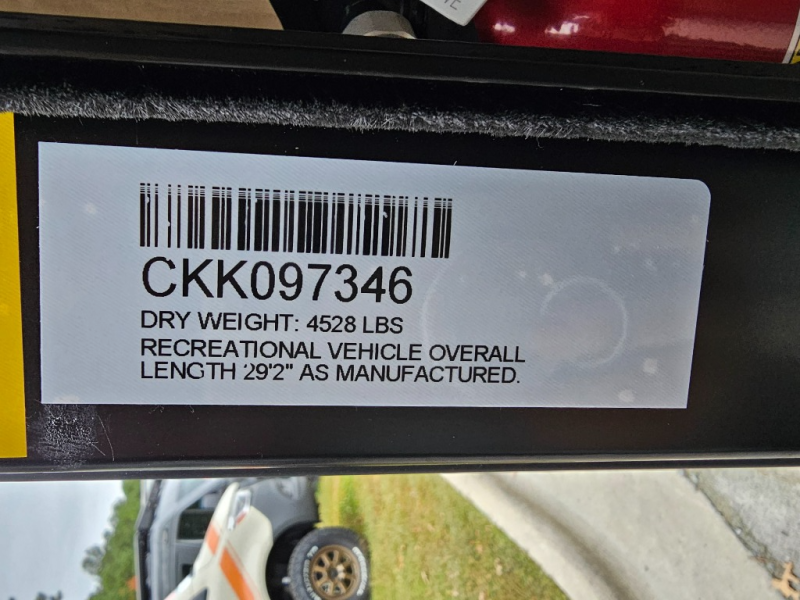 CKK097346
DRY WEIGHT: 4528 LBS
RECREATIONAL VEHICLE OVERALL
LENGTH 29'2" AS MANUFACTURED.